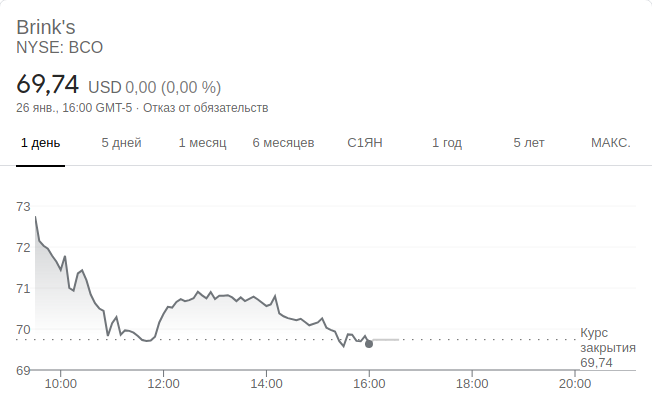 Brink's
NYSE: BCO
69,74 USD 0,00 (0,00 %)
26 янв., 16:00 GMT-5 · Отказ от обязательств
1 день 5 дней 1 месяц 6 месяцев С1ЯН 1 год 5 лет МАКС.
73
72
71
70
69
Курс
закрытия
69,74
10:00 12:00 14:00 16:00 18:00 20:00